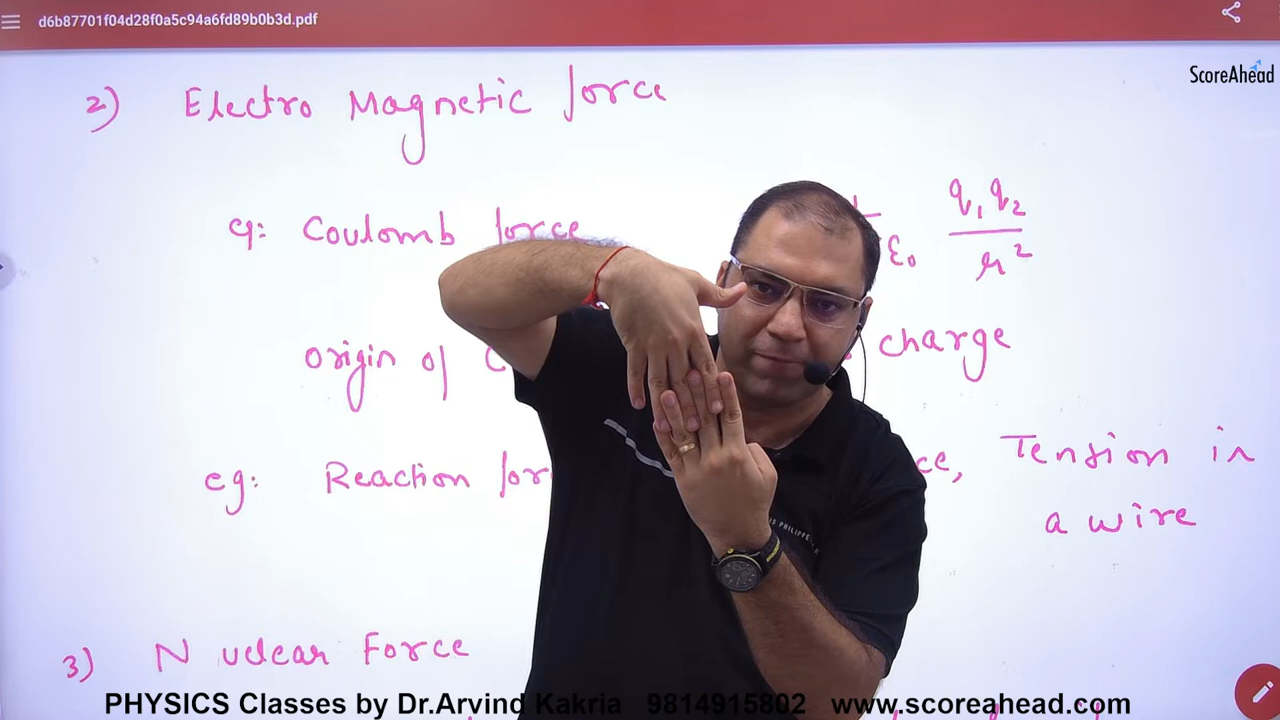 d6b87701f04d28f0a5c94a6fd89b0b3d.pdf
ScoreAhead
2) Electro Magnetic force
eg: Coulomb force ε₀ q₁q₂ / r²
origin of charge
eg: Reaction Tension in
a wire
3) Nuclear Force
PHYSICS Classes by Dr.Arvind Kakria 9814915802 www.scoreahead.com